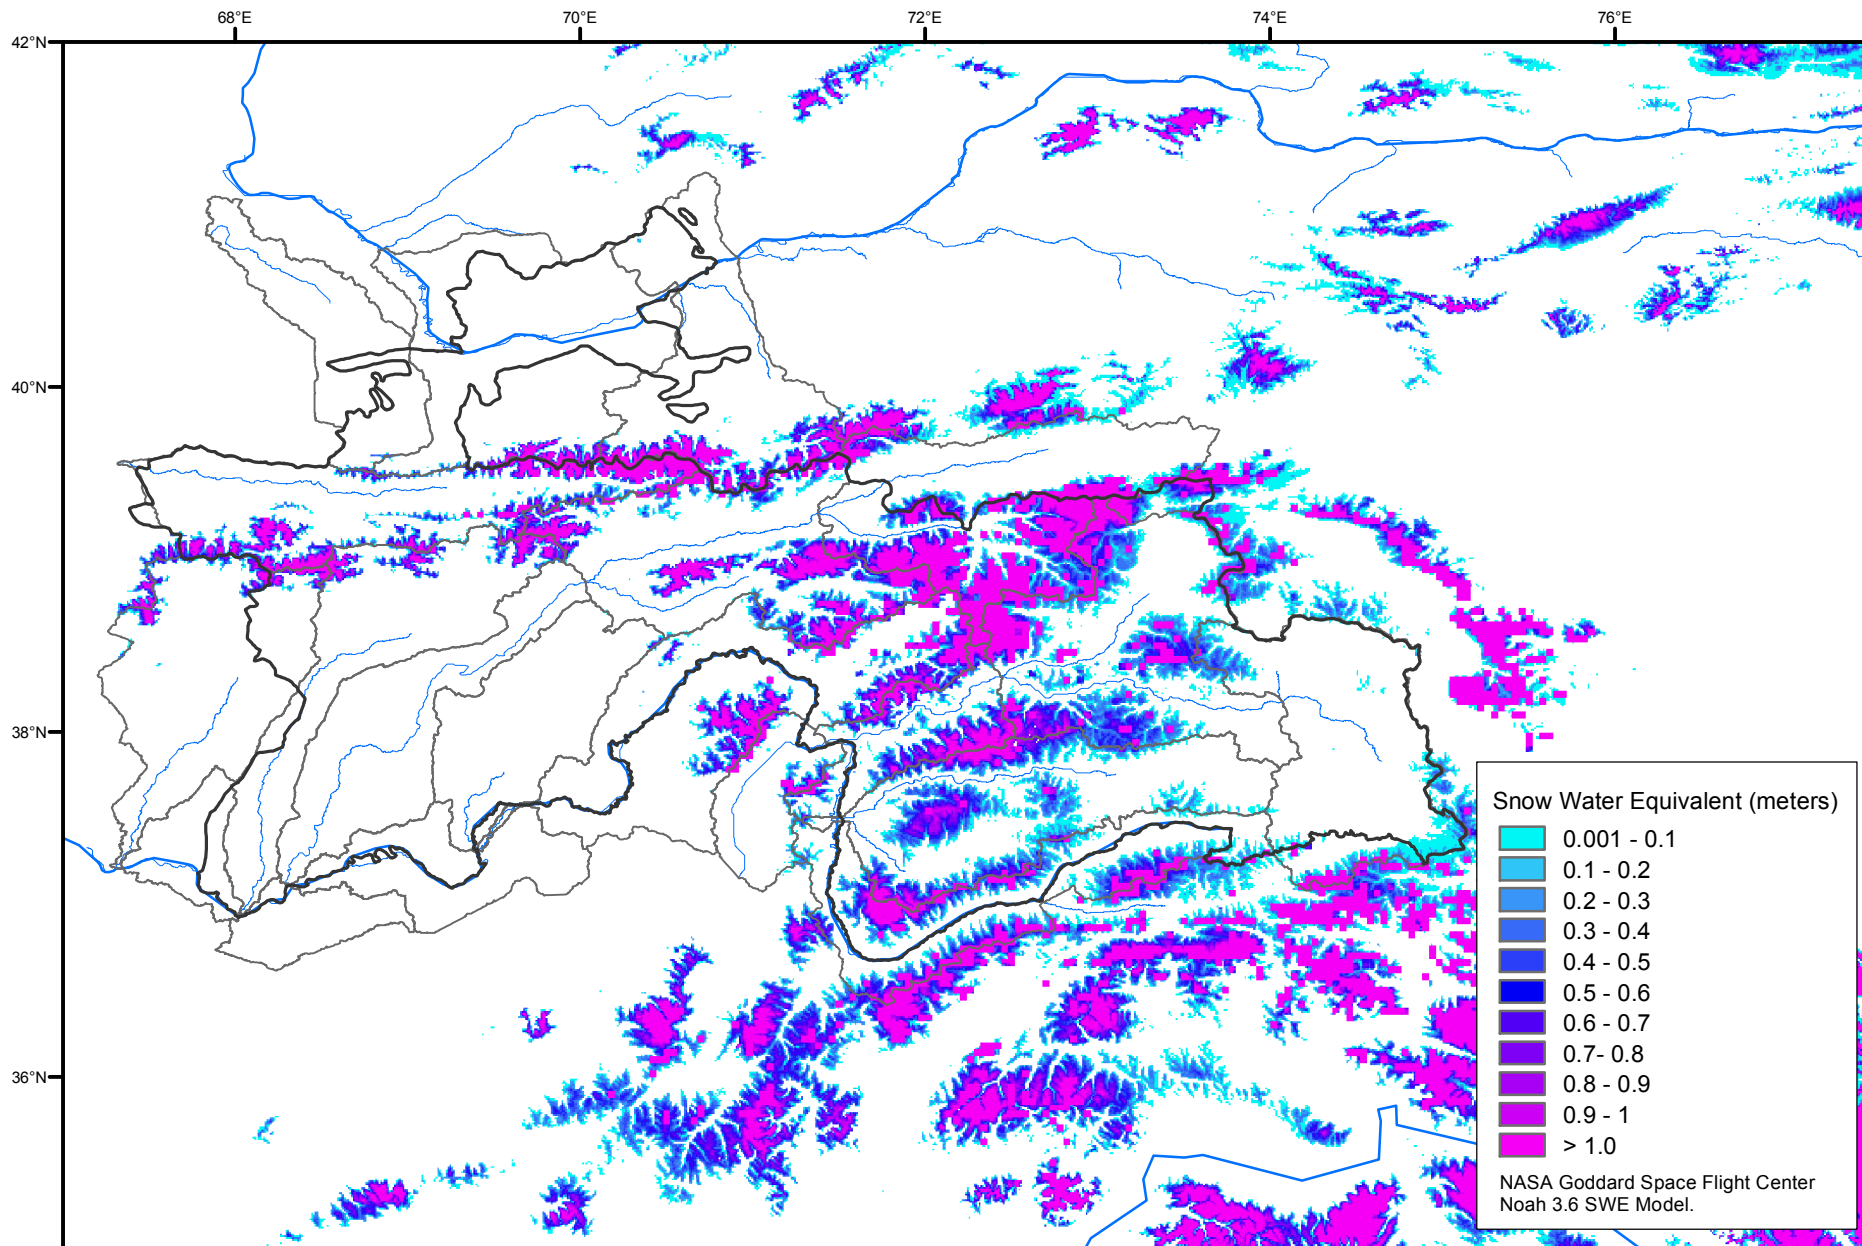 68°E
70°E
72°E
74°E
76°E
42°N
40°N
38°N
36°N
Snow Water Equivalent (meters)
0.001 - 0.1
0.1 - 0.2
0.2 - 0.3
0.3 - 0.4
0.4 - 0.5
0.5 - 0.6
0.6 - 0.7
0.7- 0.8
0.8 - 0.9
0.9 - 1
> 1.0
NASA Goddard Space Flight Center
Noah 3.6 SWE Model.